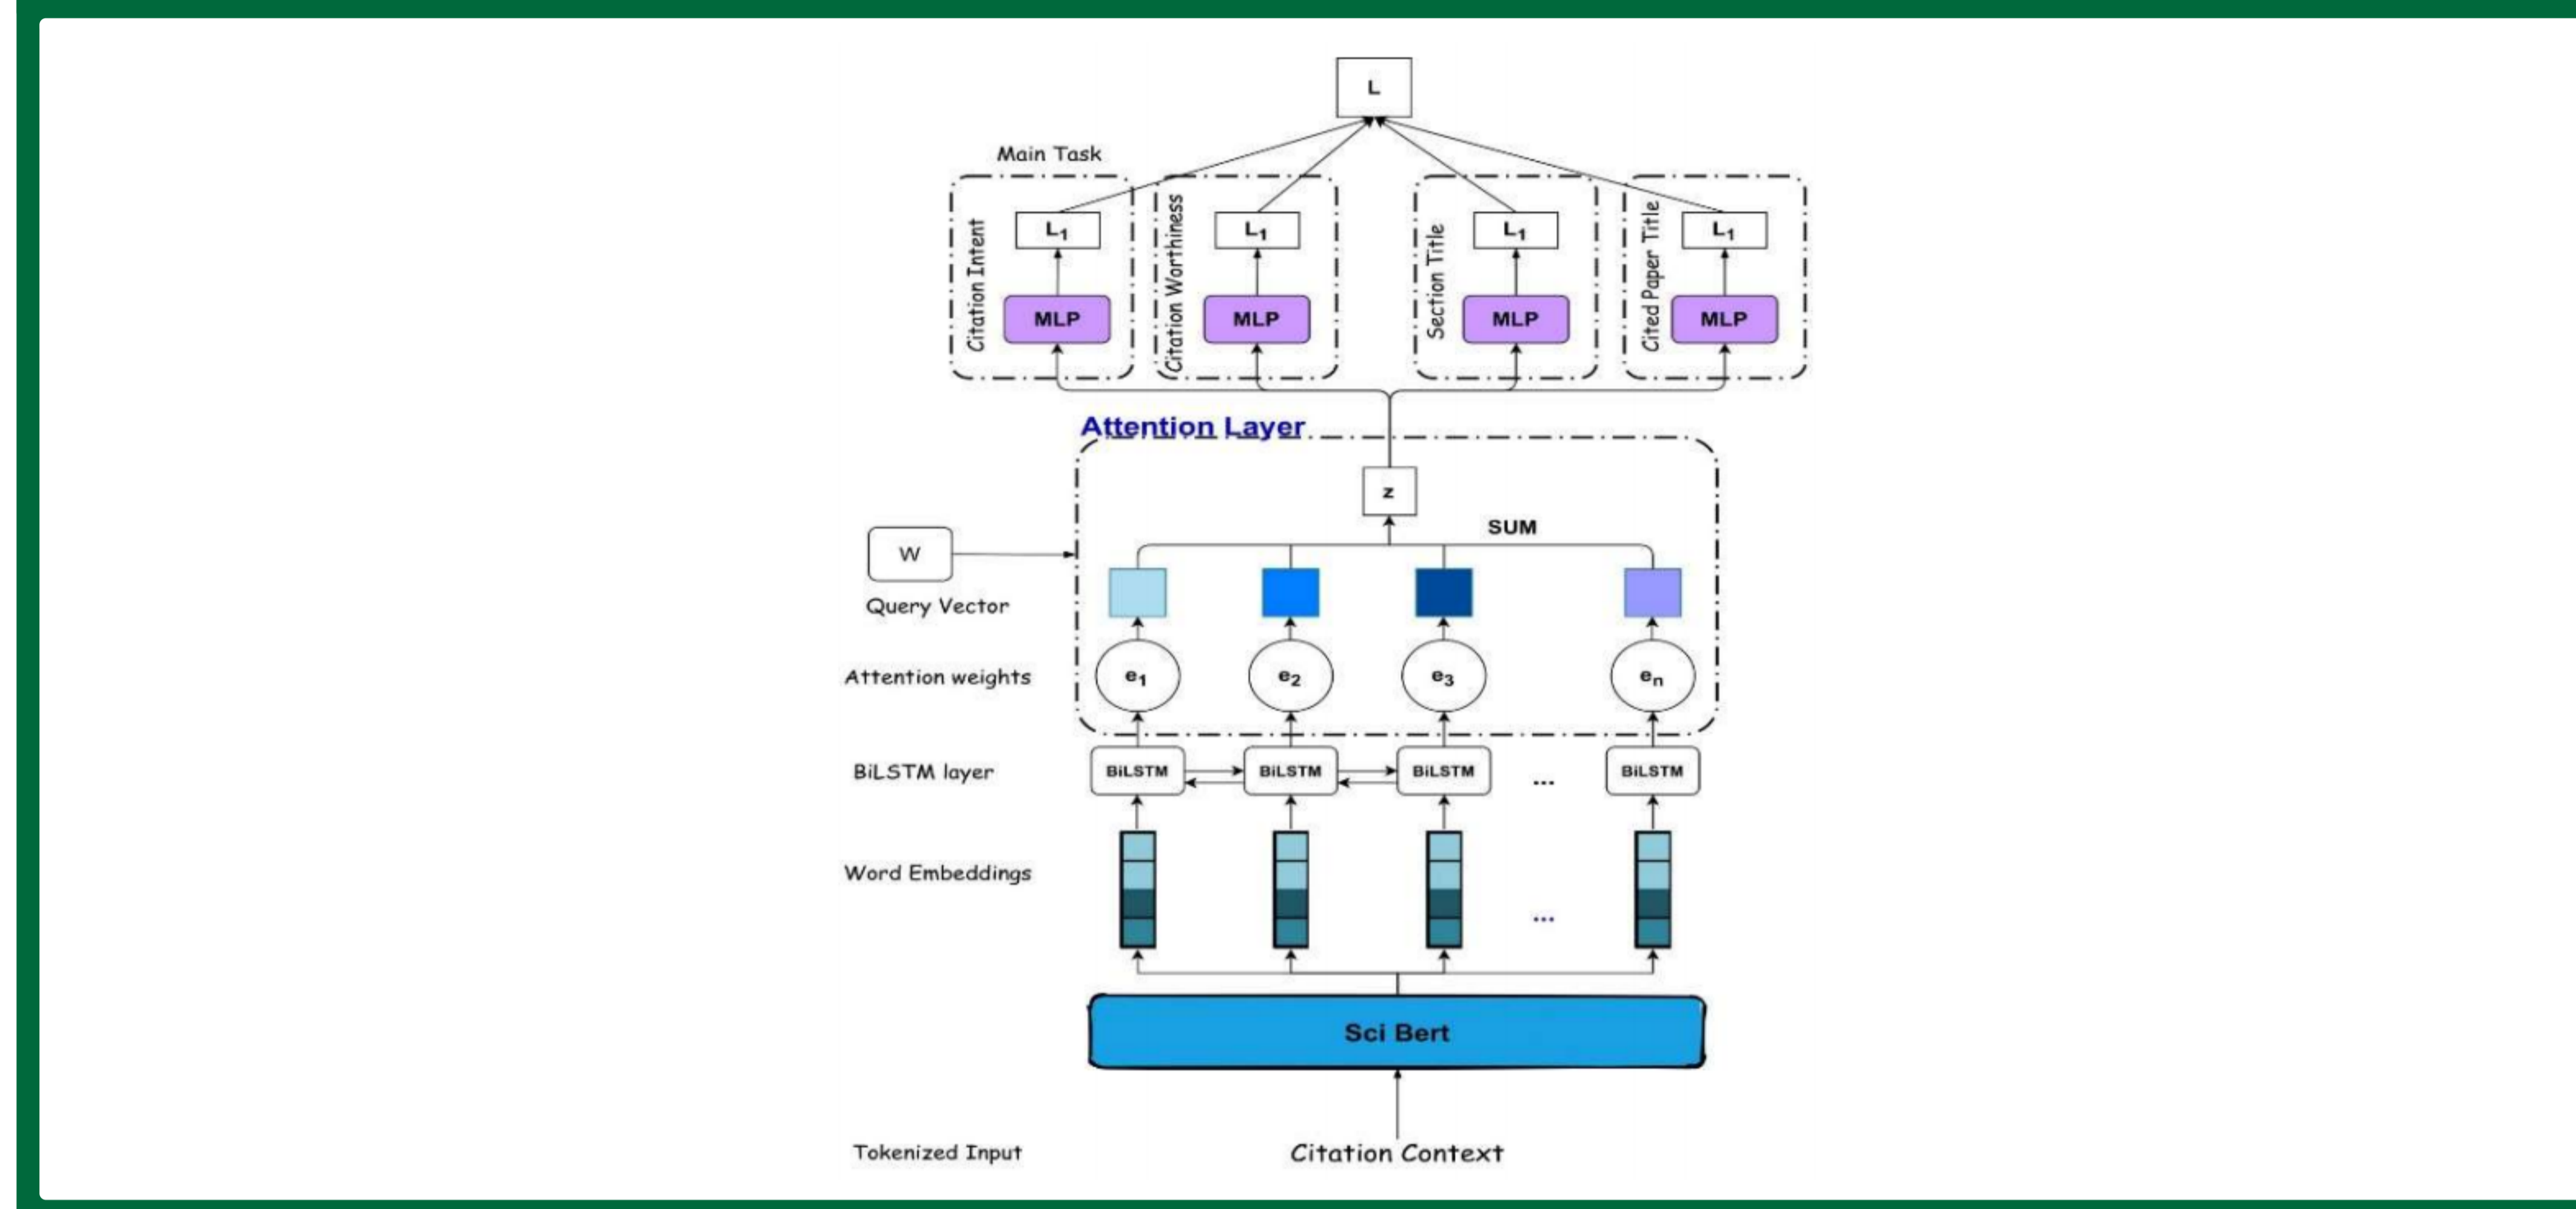 L
Main Task
Citation Intent
L1
MLP
Citation Worthiness
L1
MLP
Section Title
L1
MLP
Cited Paper Title
L1
MLP
Attention Layer
z
SUM
W
Query Vector
Attention weights
e1
e2
e3
en
BiLSTM layer
BiLSTM
BiLSTM
BiLSTM
...
BiLSTM
Word Embeddings
...
Sci Bert
Tokenized Input
Citation Context